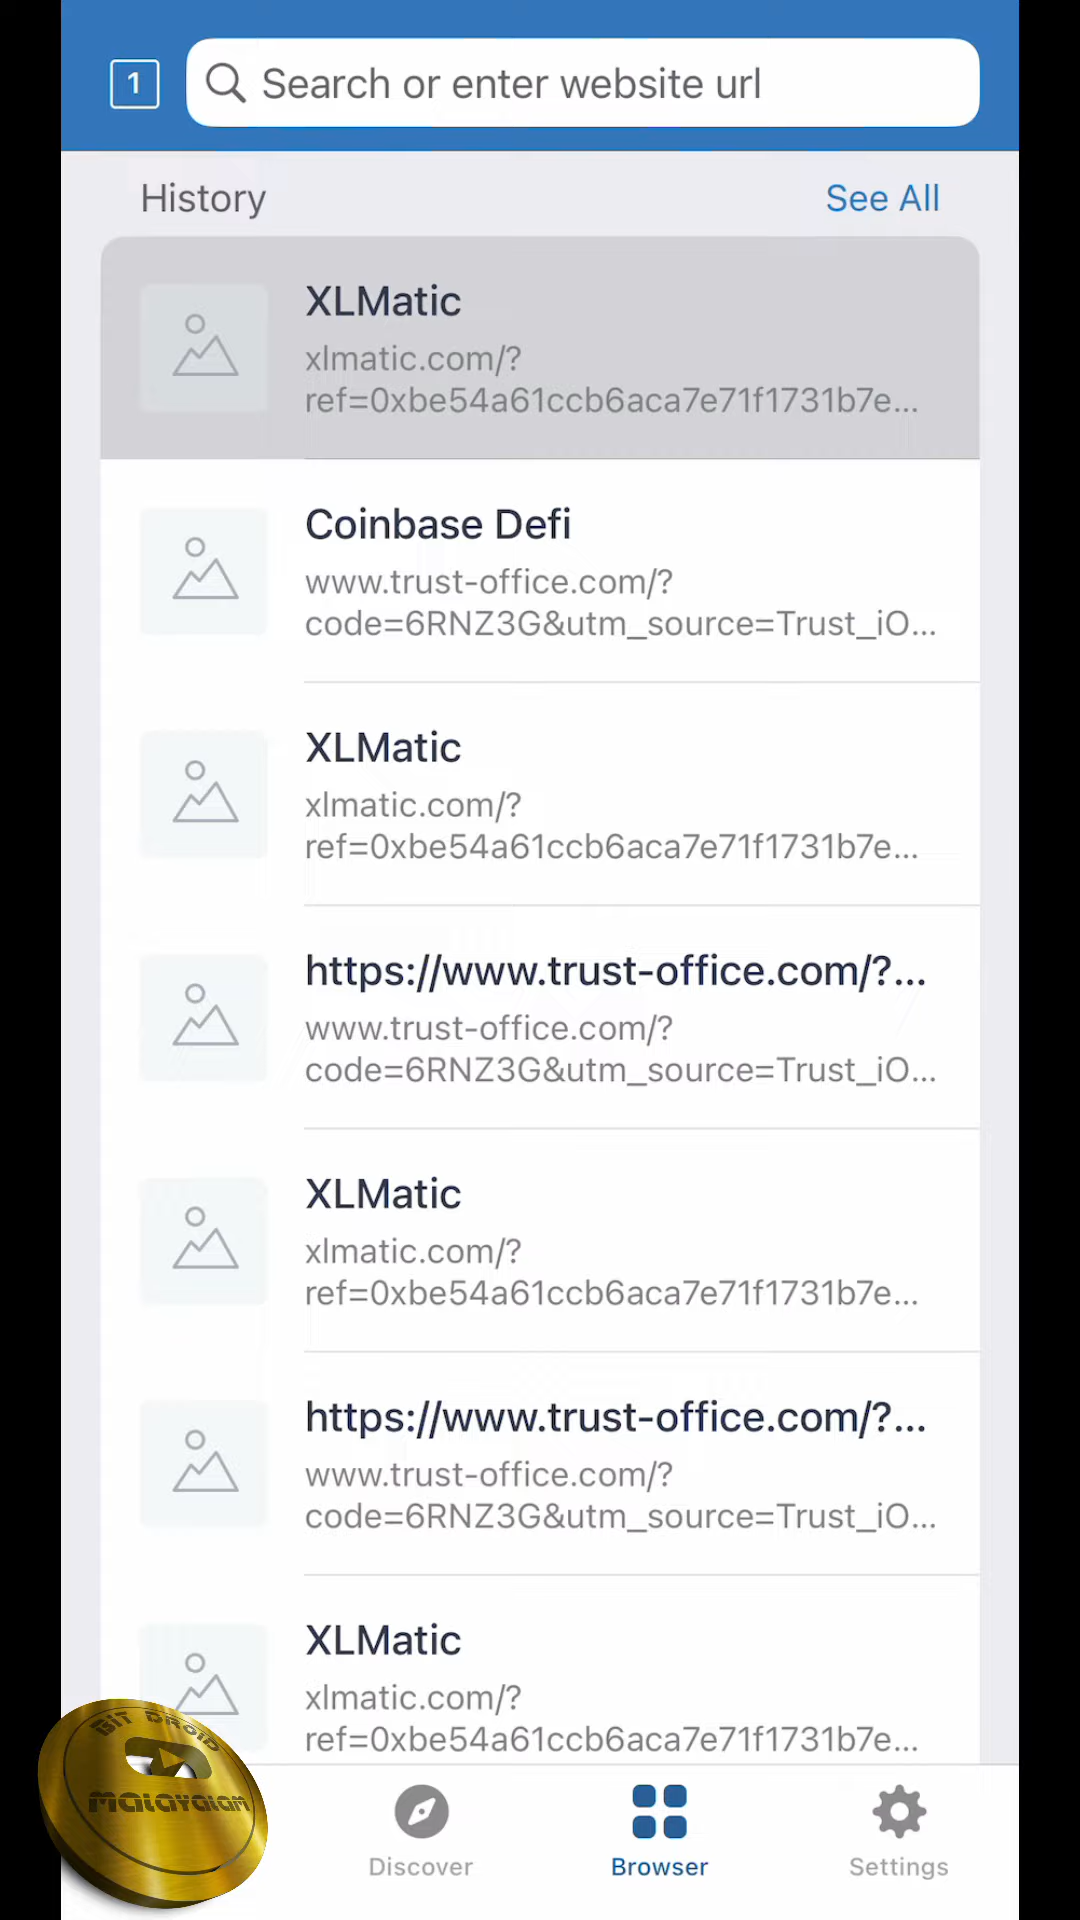 1
Search or enter website url
History
See All
XLMatic
xlmatic.com/?
ref=0xbe54a61ccb6aca7e71f1731b7e...
Coinbase Defi
www.trust-office.com/?
code=6RNZ3G&utm_source=Trust_iO...
XLMatic
xlmatic.com/?
ref=0xbe54a61ccb6aca7e71f1731b7e...
https://www.trust-office.com/?...
www.trust-office.com/?
code=6RNZ3G&utm_source=Trust_iO...
XLMatic
xlmatic.com/?
ref=0xbe54a61ccb6aca7e71f1731b7e...
https://www.trust-office.com/?...
www.trust-office.com/?
code=6RNZ3G&utm_source=Trust_iO...
XLMatic
xlmatic.com/?
ref=0xbe54a61ccb6aca7e71f1731b7e...
BiT DROID
MALAYALAM
Discover
Browser
Settings